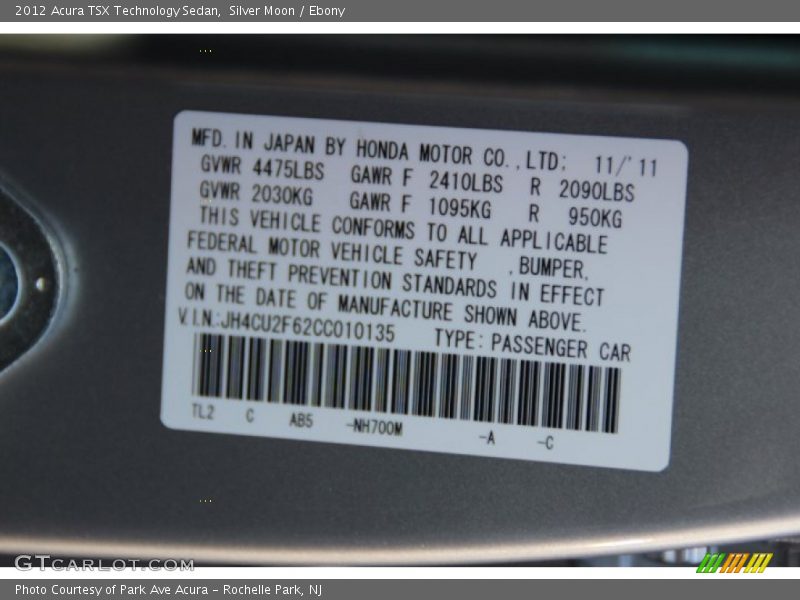 2012 Acura TSX Technology Sedan, Silver Moon / Ebony
MFD. IN JAPAN BY HONDA MOTOR CO.,LTD; 11/'11
GVWR 4475LBS GAWR F 2410LBS R 2090LBS
GVWR 2030KG GAWR F 1095KG R 950KG
THIS VEHICLE CONFORMS TO ALL APPLICABLE
FEDERAL MOTOR VEHICLE SAFETY ,BUMPER,
AND THEFT PREVENTION STANDARDS IN EFFECT
ON THE DATE OF MANUFACTURE SHOWN ABOVE.
V.I.N:JH4CU2F62CC010135 TYPE: PASSENGER CAR
TL2 C AB5 -NH700M -A -C
GTCARLOT.COM
Photo Courtesy of Park Ave Acura - Rochelle Park, NJ